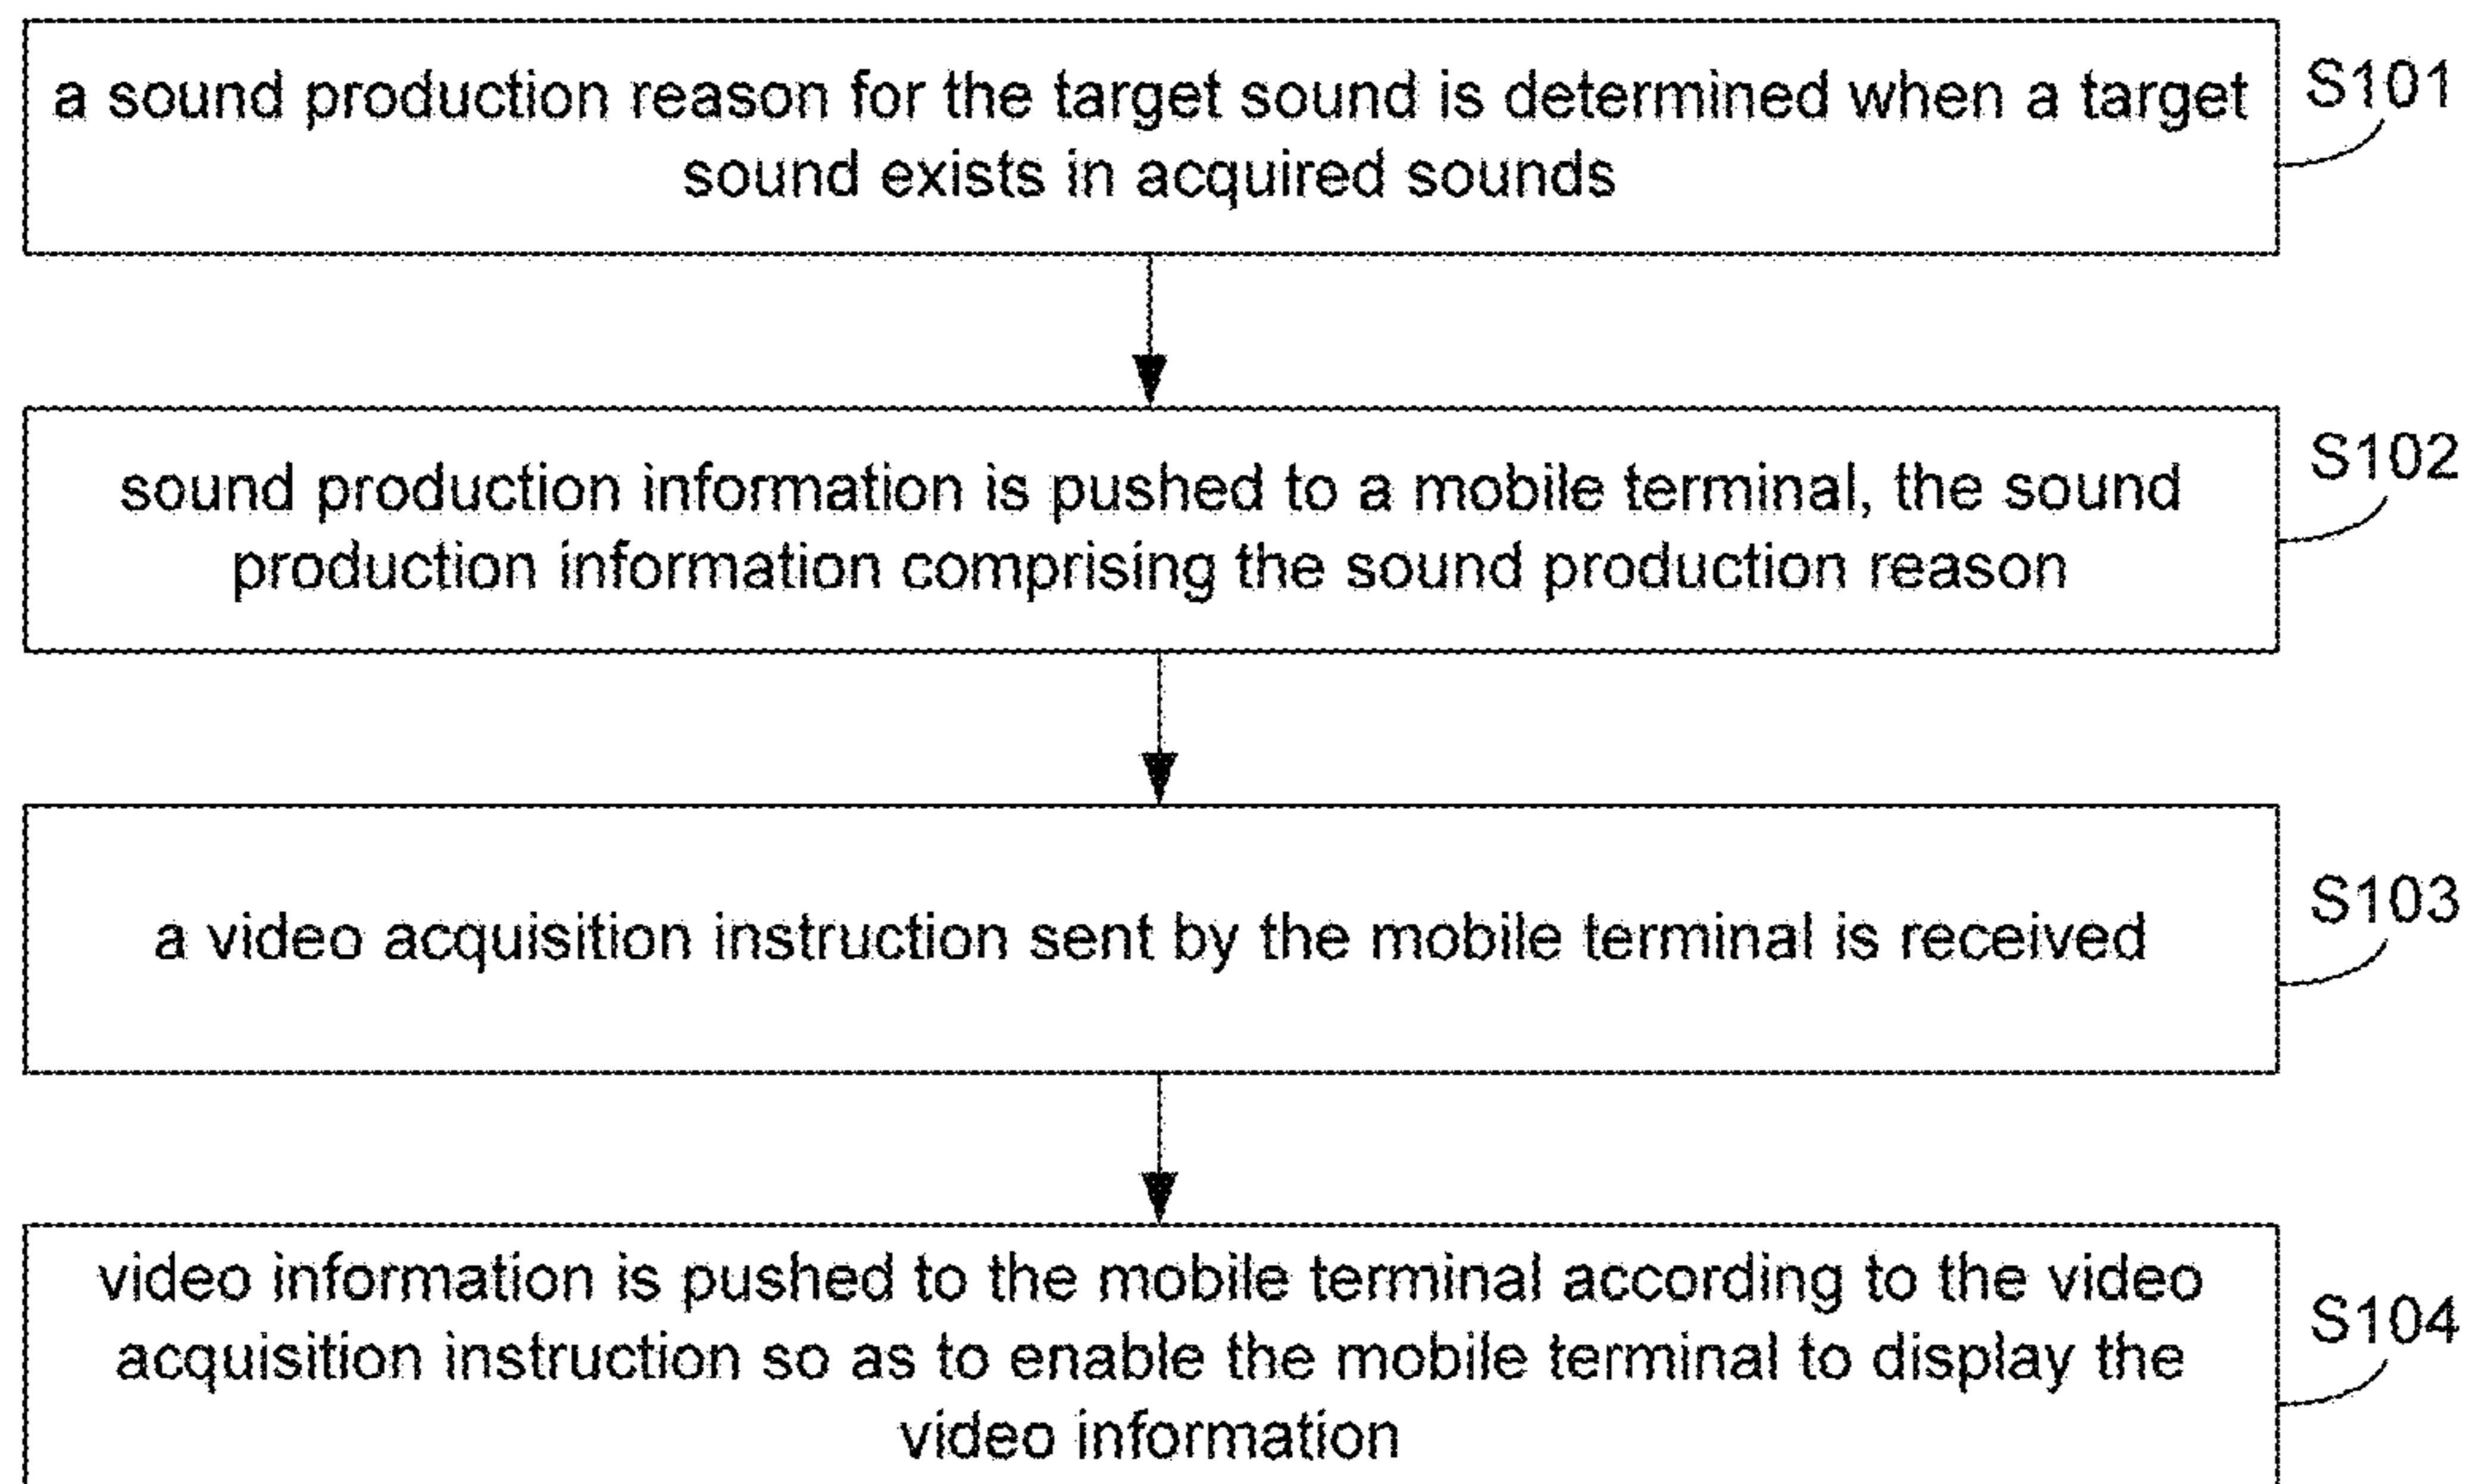 a sound production reason for the target sound is determined when a target
sound exists in acquired sounds
S101
sound production information is pushed to a mobile terminal, the sound
production information comprising the sound production reason
S102
a video acquisition instruction sent by the mobile terminal is received
S103
video information is pushed to the mobile terminal according to the video
acquisition instruction so as to enable the mobile terminal to display the
video information
S104